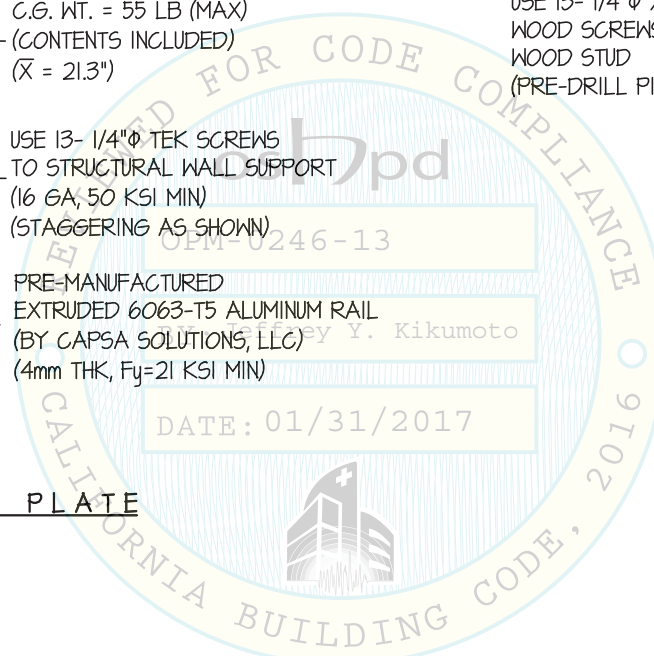 C.G. WT. = 55 LB (MAX)
(CONTENTS INCLUDED)
(X̅ = 21.3")
WOOD SCREWS
WOOD STUD
(PRE-DRILL
USE 13- 1/4"Φ TEK SCREWS
TO STRUCTURAL WALL SUPPORT
(16 GA, 50 KSI MIN)
(STAGGERING AS SHOWN)
PRE-MANUFACTURED
EXTRUDED 6063-T5 ALUMINUM RAIL
(BY CAPSA SOLUTIONS, LLC)
(4mm THK, Fy=21 KSI MIN)
PLATE
REVIEWED FOR CODE COMPLIANCE
oshpd
OPM-0246-13
BY: Jeffrey Y. Kikumoto
DATE: 01/31/2017
CALIFORNIA BUILDING CODE, 2016